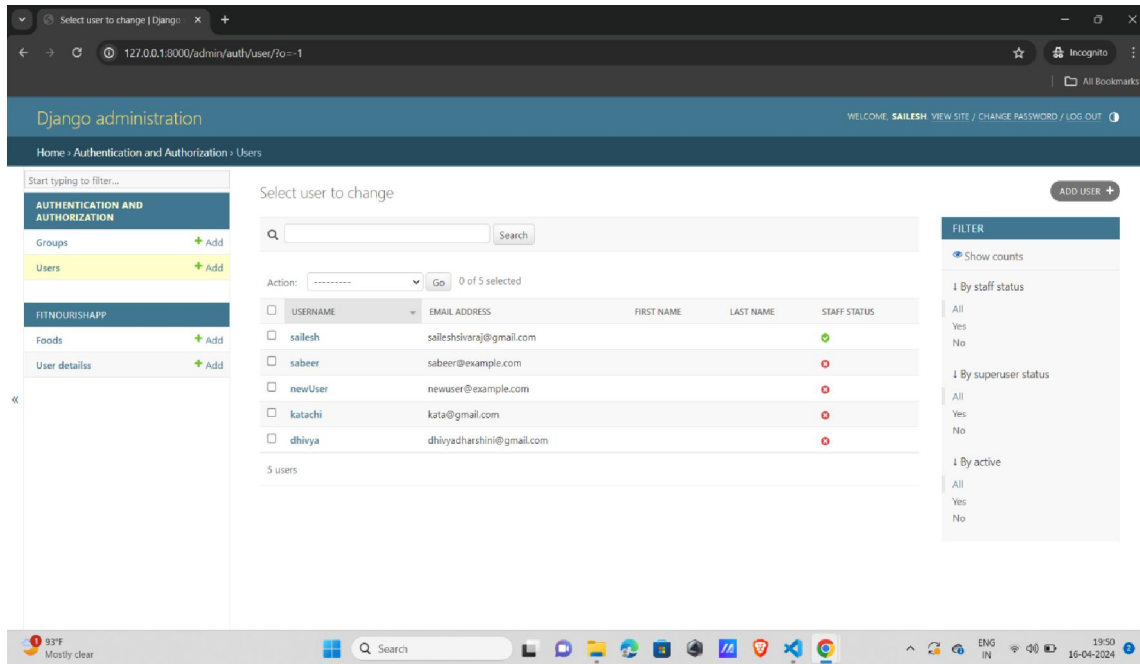 Select user to change | Django
127.0.0.1:8000/admin/auth/user/?o=-1
Incognito
All Bookmarks
Django administration
WELCOME, SAILESH. VIEW SITE / CHANGE PASSWORD / LOG OUT
Home › Authentication and Authorization › Users
Start typing to filter...
AUTHENTICATION AND
AUTHORIZATION
Groups + Add
Users + Add
FITNOURISHAPP
Foods + Add
User detailss + Add
«
Select user to change
ADD USER +
Search
Action: --------- Go 0 of 5 selected
USERNAME EMAIL ADDRESS FIRST NAME LAST NAME STAFF STATUS
sailesh saileshsivaraj@gmail.com
sabeer sabeer@example.com
newUser newuser@example.com
katachi kata@gmail.com
dhivya dhivyadharshini@gmail.com
5 users
FILTER
Show counts
↓ By staff status
All
Yes
No
↓ By superuser status
All
Yes
No
↓ By active
All
Yes
No
1
93°F
Mostly clear
Search
ENG
IN
19:50
16-04-2024
2